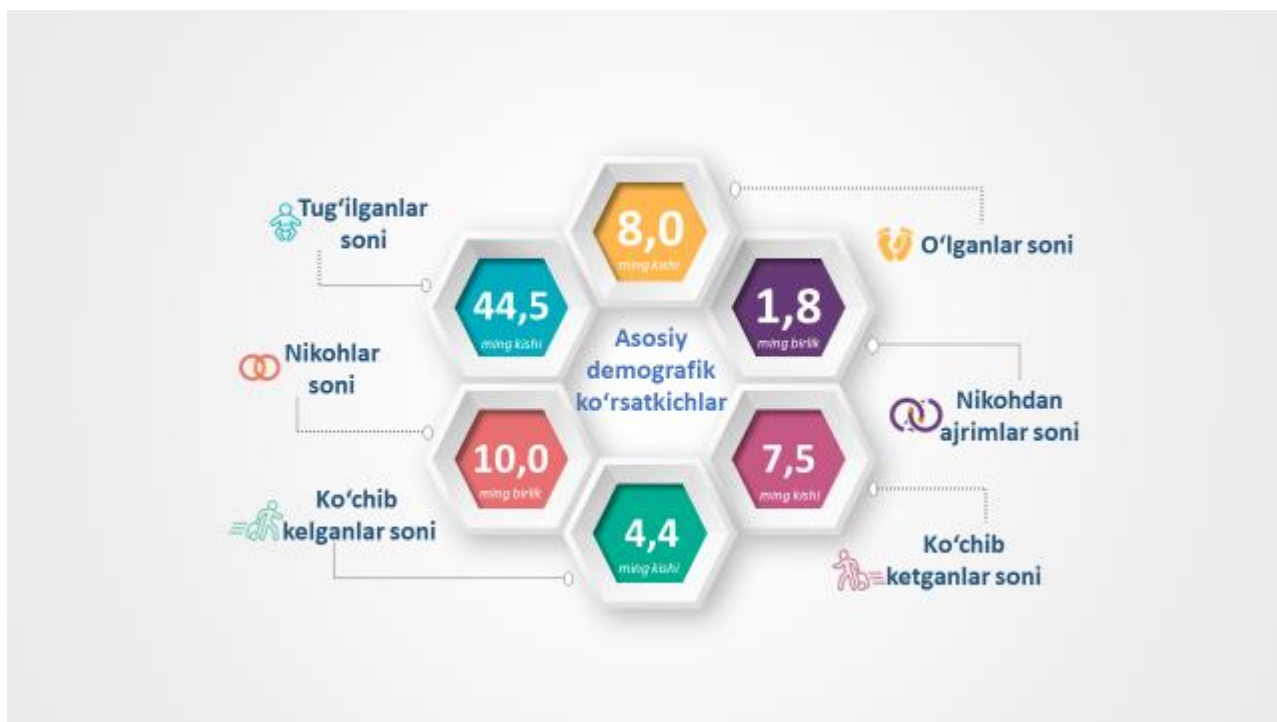 Tug‘ilganlar
soni
44,5
ming kishi
8,0
ming kishi
O‘lganlar soni
1,8
ming birlik
Asosiy
demografik
ko‘rsatkichlar
Nikohlar
soni
10,0
ming birlik
Nikohdan
ajrimlar soni
7,5
ming kishi
Ko‘chib
kelganlar soni
4,4
ming kishi
Ko‘chib
ketganlar soni